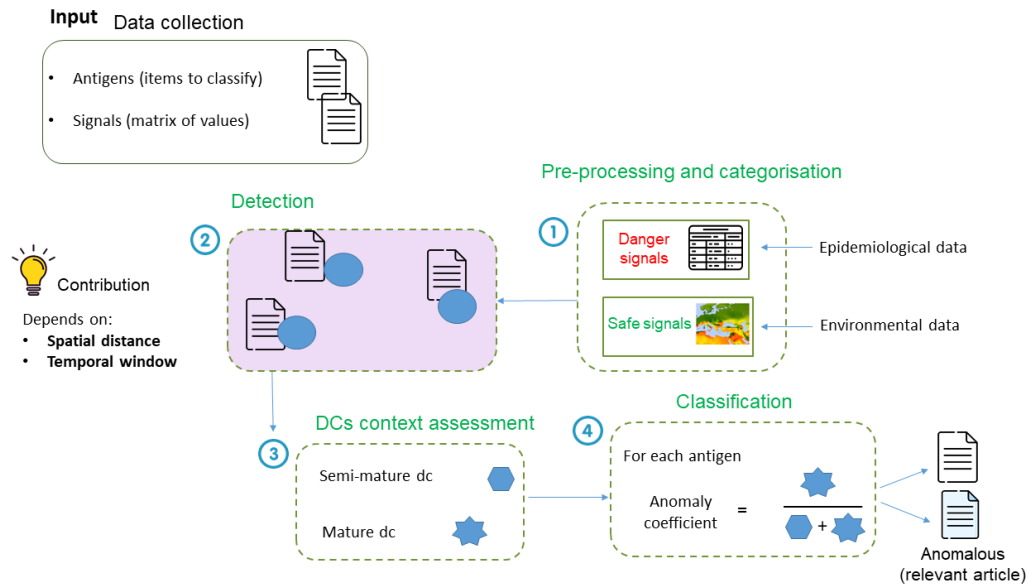 Input Data collection
• Antigens (items to classify)
• Signals (matrix of values)
Pre-processing and categorisation
1
Danger
signals
Epidemiological data
Safe signals
Environmental data
Detection
2
Contribution
Depends on:
• Spatial distance
• Temporal window
DCs context assessment
3
Semi-mature dc
Mature dc
Classification
4
For each antigen
Anomaly
coefficient
=
+
Anomalous
(relevant article)